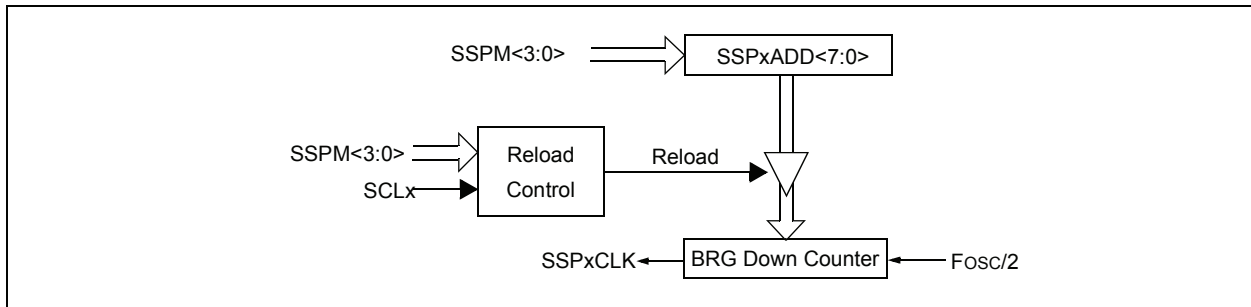 SSPM<3:0>
SSPxADD<7:0>
SSPM<3:0>
SCLx
Reload
Control
Reload
SSPxCLK
BRG Down Counter
FOSC/2